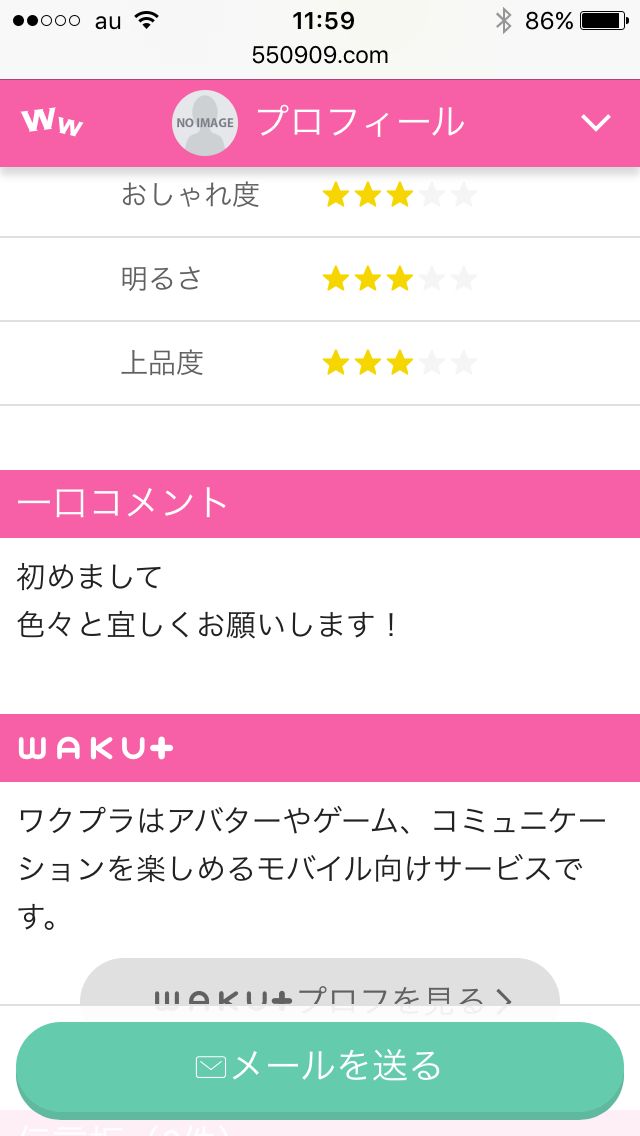 au 11:59 86%
550909.com
WW NO IMAGE プロフィール
おしゃれ度 ★★★★★
明るさ ★★★★★
上品度 ★★★★★
一口コメント
初めまして
色々と宜しくお願いします！
WAKU+
ワクプラはアバターやゲーム、コミュニケー
ションを楽しめるモバイル向けサービスで
す。
WAKU+プロフを見る
メールを送る